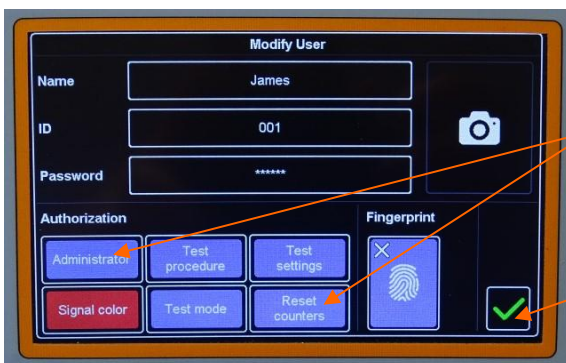 Modify User
Name
James
ID
001
Password
******
Authorization
Fingerprint
Administrator
Test
procedure
Test
settings
Signal color
Test mode
Reset
counters